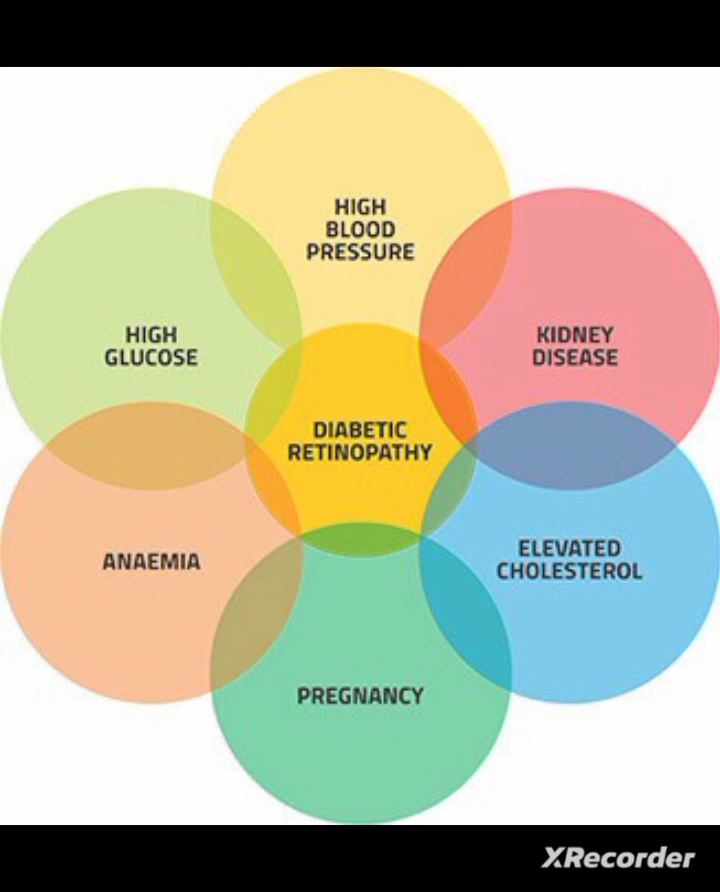 HIGH
BLOOD
PRESSURE
HIGH
GLUCOSE
KIDNEY
DISEASE
DIABETIC
RETINOPATHY
ANAEMIA
ELEVATED
CHOLESTEROL
PREGNANCY
XRecorder